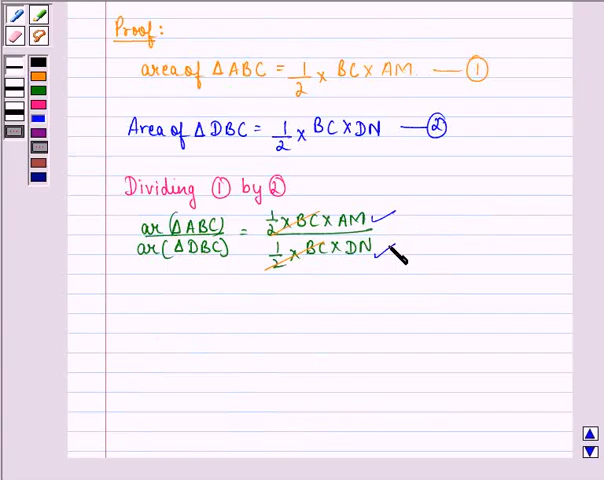 Proof:
area of ΔABC = 1/2 × BC × AM. — ①
Area of ΔDBC = 1/2 × BC × DN — ②
Dividing ① by ②
ar(ΔABC)/ar(ΔDBC) = 1/2 × BC × AM / 1/2 × BC × DN